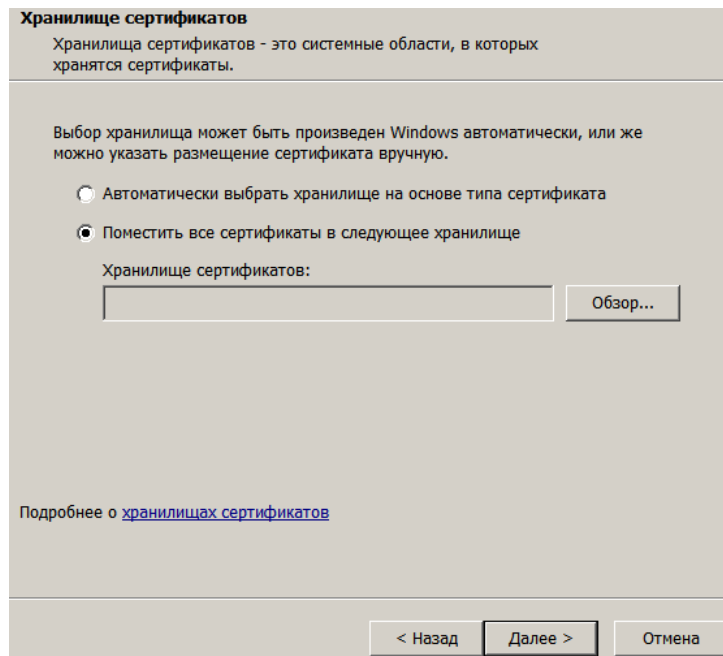 Хранилище сертификатов
Хранилища сертификатов - это системные области, в которых
хранятся сертификаты.
Выбор хранилища может быть произведен Windows автоматически, или же
можно указать размещение сертификата вручную.
Автоматически выбрать хранилище на основе типа сертификата
Поместить все сертификаты в следующее хранилище
Хранилище сертификатов:
Обзор...
Подробнее о хранилищах сертификатов
< Назад Далее > Отмена